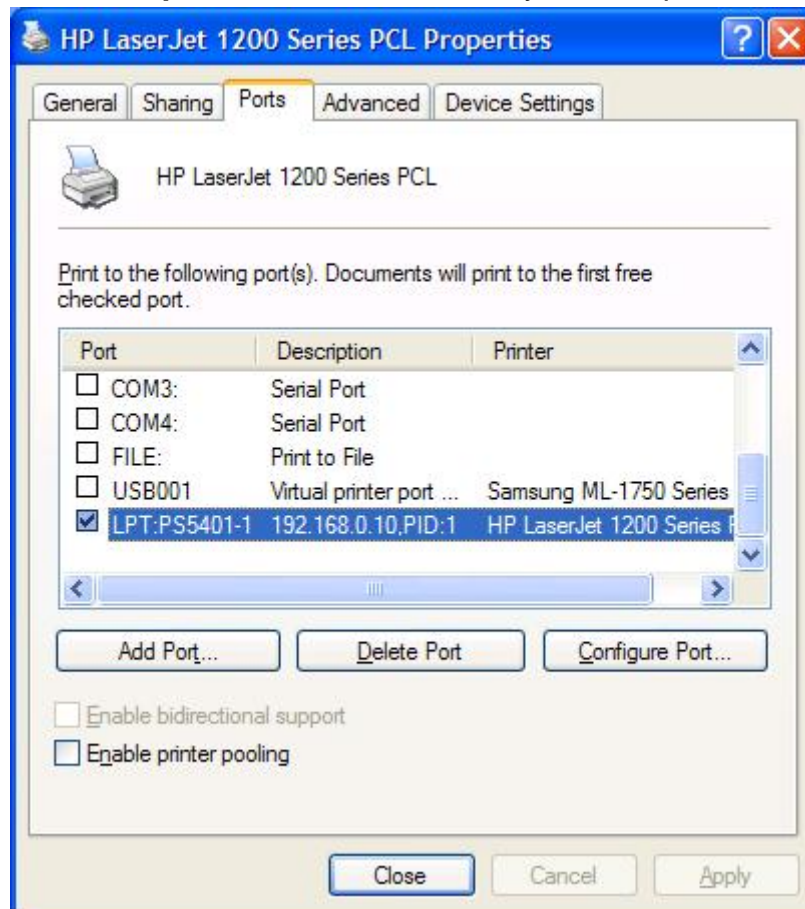 HP LaserJet 1200 Series PCL Properties
General Sharing Ports Advanced Device Settings
HP LaserJet 1200 Series PCL
Print to the following port(s). Documents will print to the first free
checked port.
Port Description Printer
COM3: Serial Port
COM4: Serial Port
FILE: Print to File
USB001 Virtual printer port ... Samsung ML-1750 Series
LPT:PS5401-1 192.168.0.10,PID:1 HP LaserJet 1200 Series
Add Port... Delete Port Configure Port...
Enable bidirectional support
Enable printer pooling
Close Cancel Apply